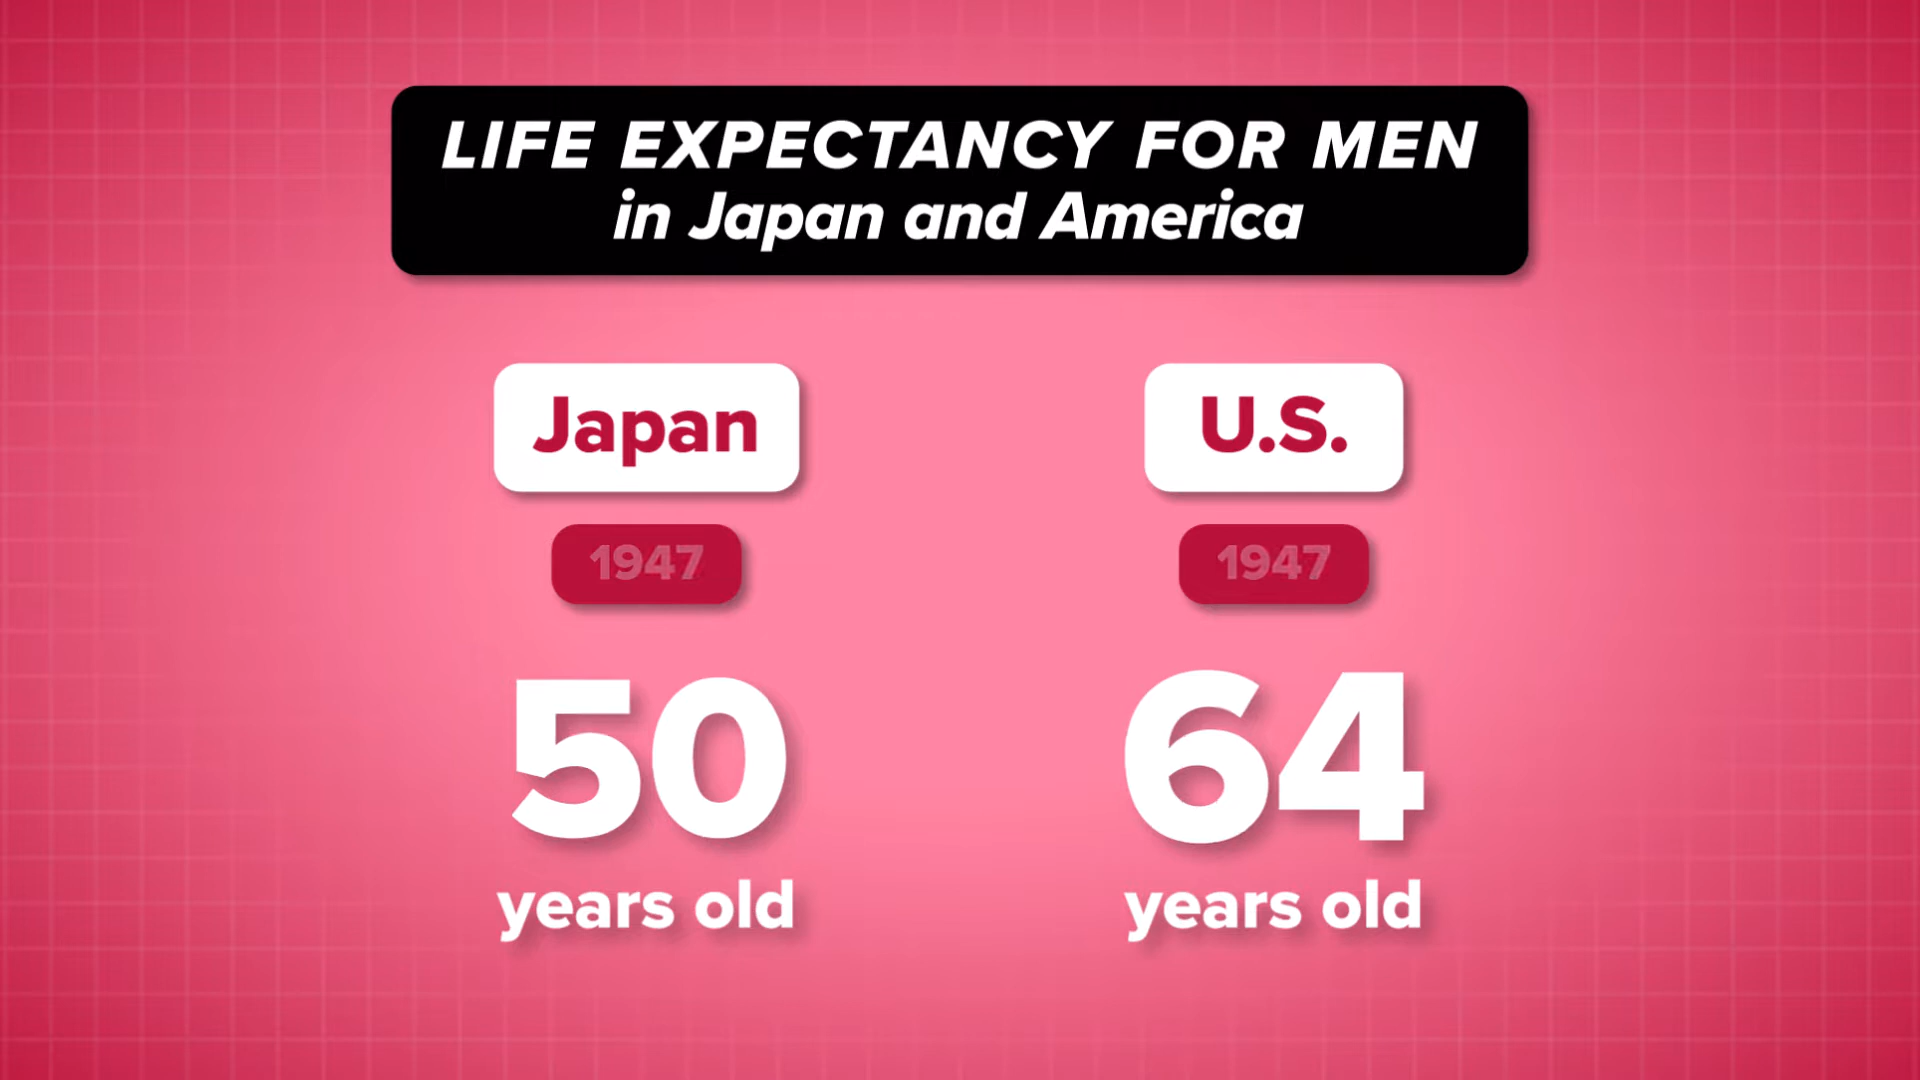 LIFE EXPECTANCY FOR MEN
in Japan and America
Japan
1947
50
years old
U.S.
1947
64
years old